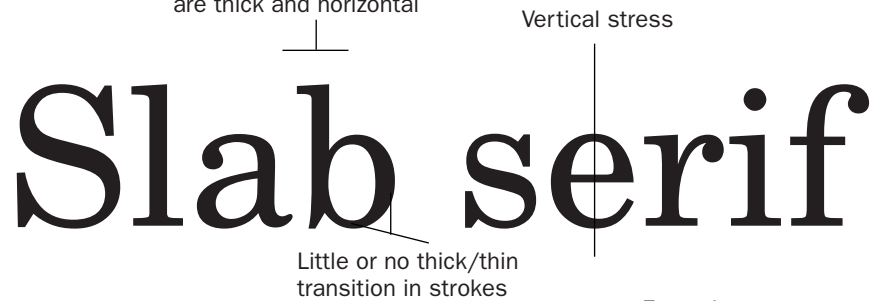 are thick and horizontal
Vertical stress
Slab serif
Little or no thick/thin
transition in strokes